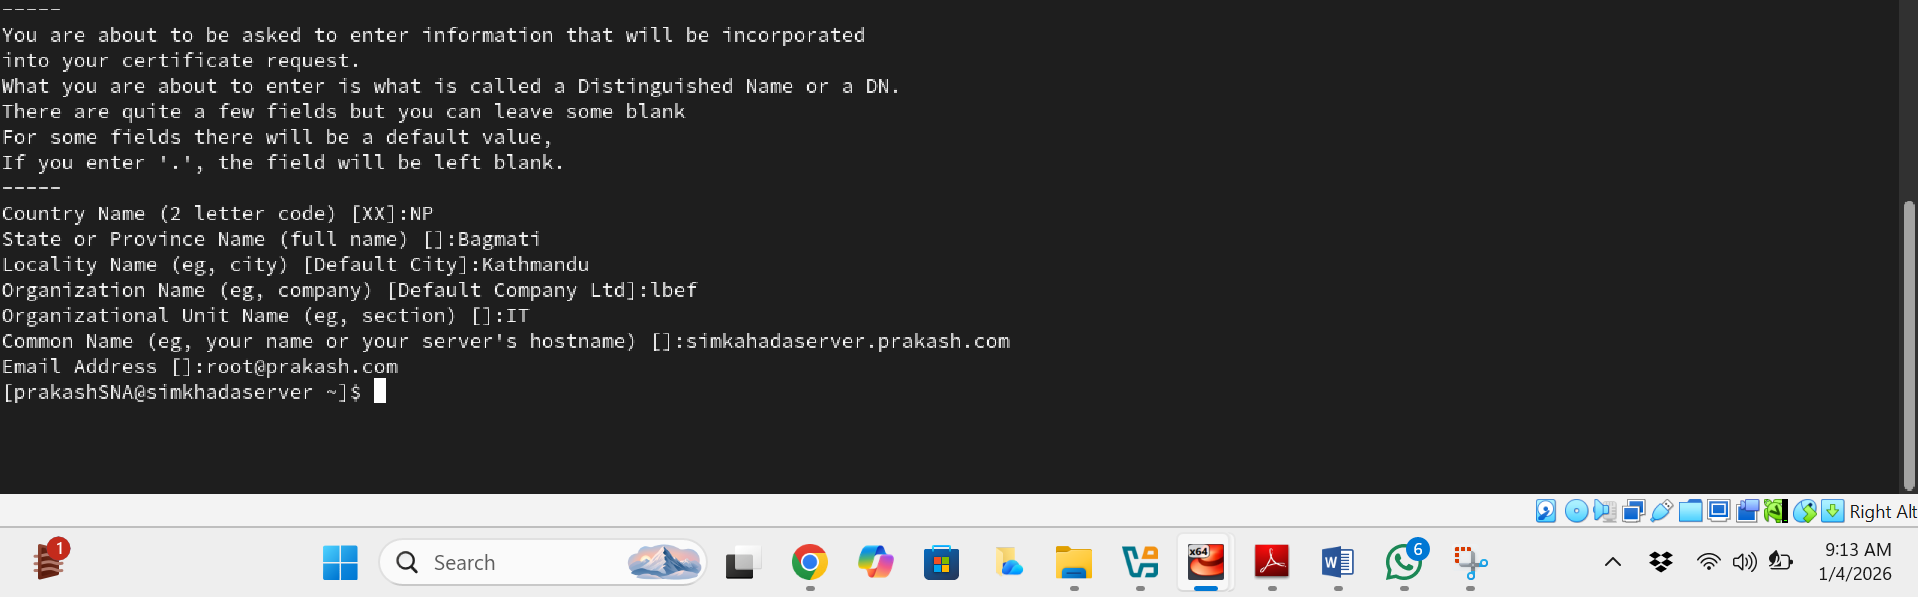 -----
You are about to be asked to enter information that will be incorporated
into your certificate request.
What you are about to enter is what is called a Distinguished Name or a DN.
There are quite a few fields but you can leave some blank
For some fields there will be a default value,
If you enter '.', the field will be left blank.
-----
Country Name (2 letter code) [XX]:NP
State or Province Name (full name) []:Bagmati
Locality Name (eg, city) [Default City]:Kathmandu
Organization Name (eg, company) [Default Company Ltd]:lbef
Organizational Unit Name (eg, section) []:IT
Common Name (eg, your name or your server's hostname) []:simkahadaserver.prakash.com
Email Address []:root@prakash.com
[prakashSNA@simkhadaserver ~]$
Right Alt
1
Search
x64
6
9:13 AM
1/4/2026